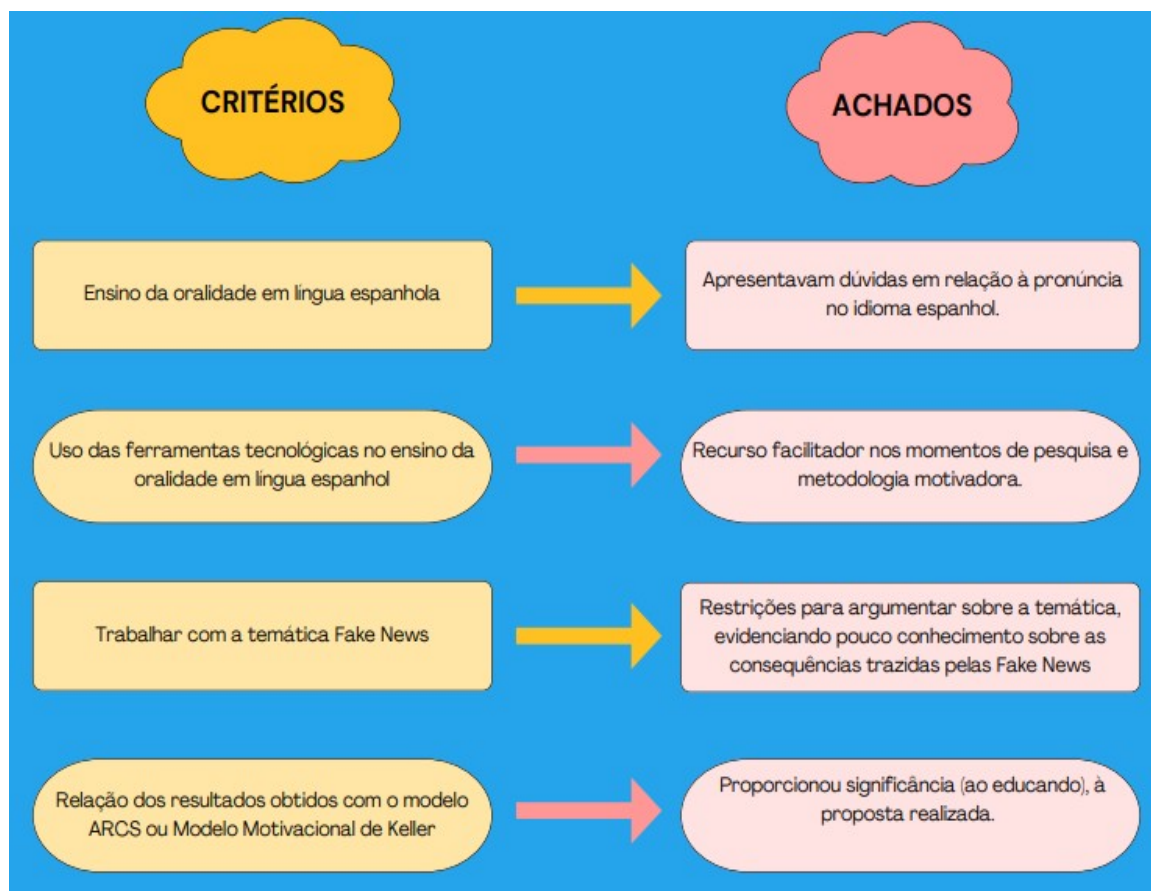 CRITÉRIOS
ACHADOS
Ensino da oralidade em língua espanhola
Apresentavam dúvidas em relação à pronúncia
no idioma espanhol.
Uso das ferramentas tecnológicas no ensino da
oralidade em língua espanhol
Recurso facilitador nos momentos de pesquisa e
metodologia motivadora.
Trabalhar com a temática Fake News
Restrições para argumentar sobre a temática,
evidenciando pouco conhecimento sobre as
consequências trazidas pelas Fake News
Relação dos resultados obtidos com o modelo
ARCS ou Modelo Motivacional de Keller
Proporcionou significância (ao educando), à
proposta realizada.